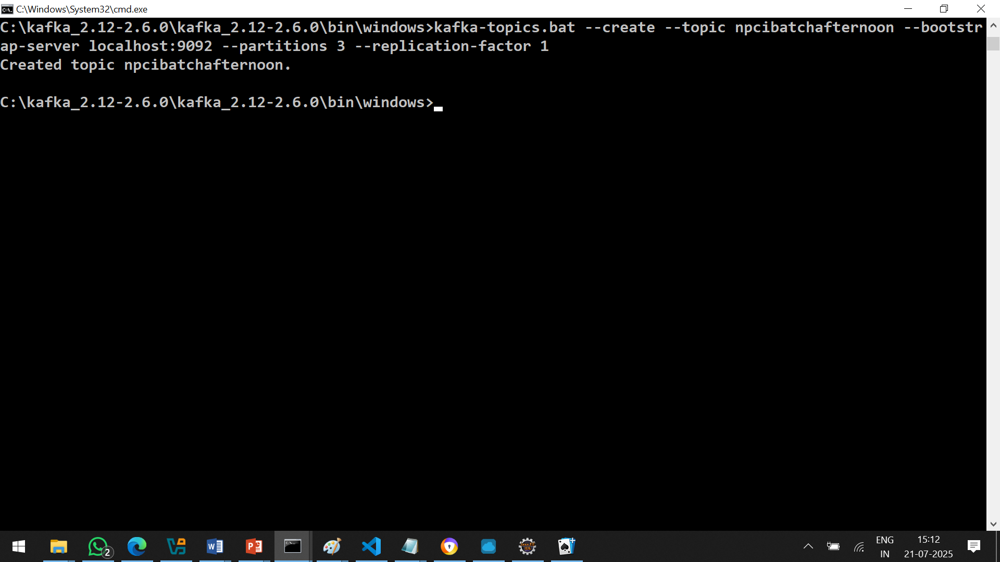 C:\Windows\System32\cmd.exe
C:\kafka_2.12-2.6.0\kafka_2.12-2.6.0\bin\windows>kafka-topics.bat --create --topic npcibatchafternoon --bootstr
ap-server localhost:9092 --partitions 3 --replication-factor 1
Created topic npcibatchafternoon.
C:\kafka_2.12-2.6.0\kafka_2.12-2.6.0\bin\windows>
2
ENG
IN
15:12
21-07-2025